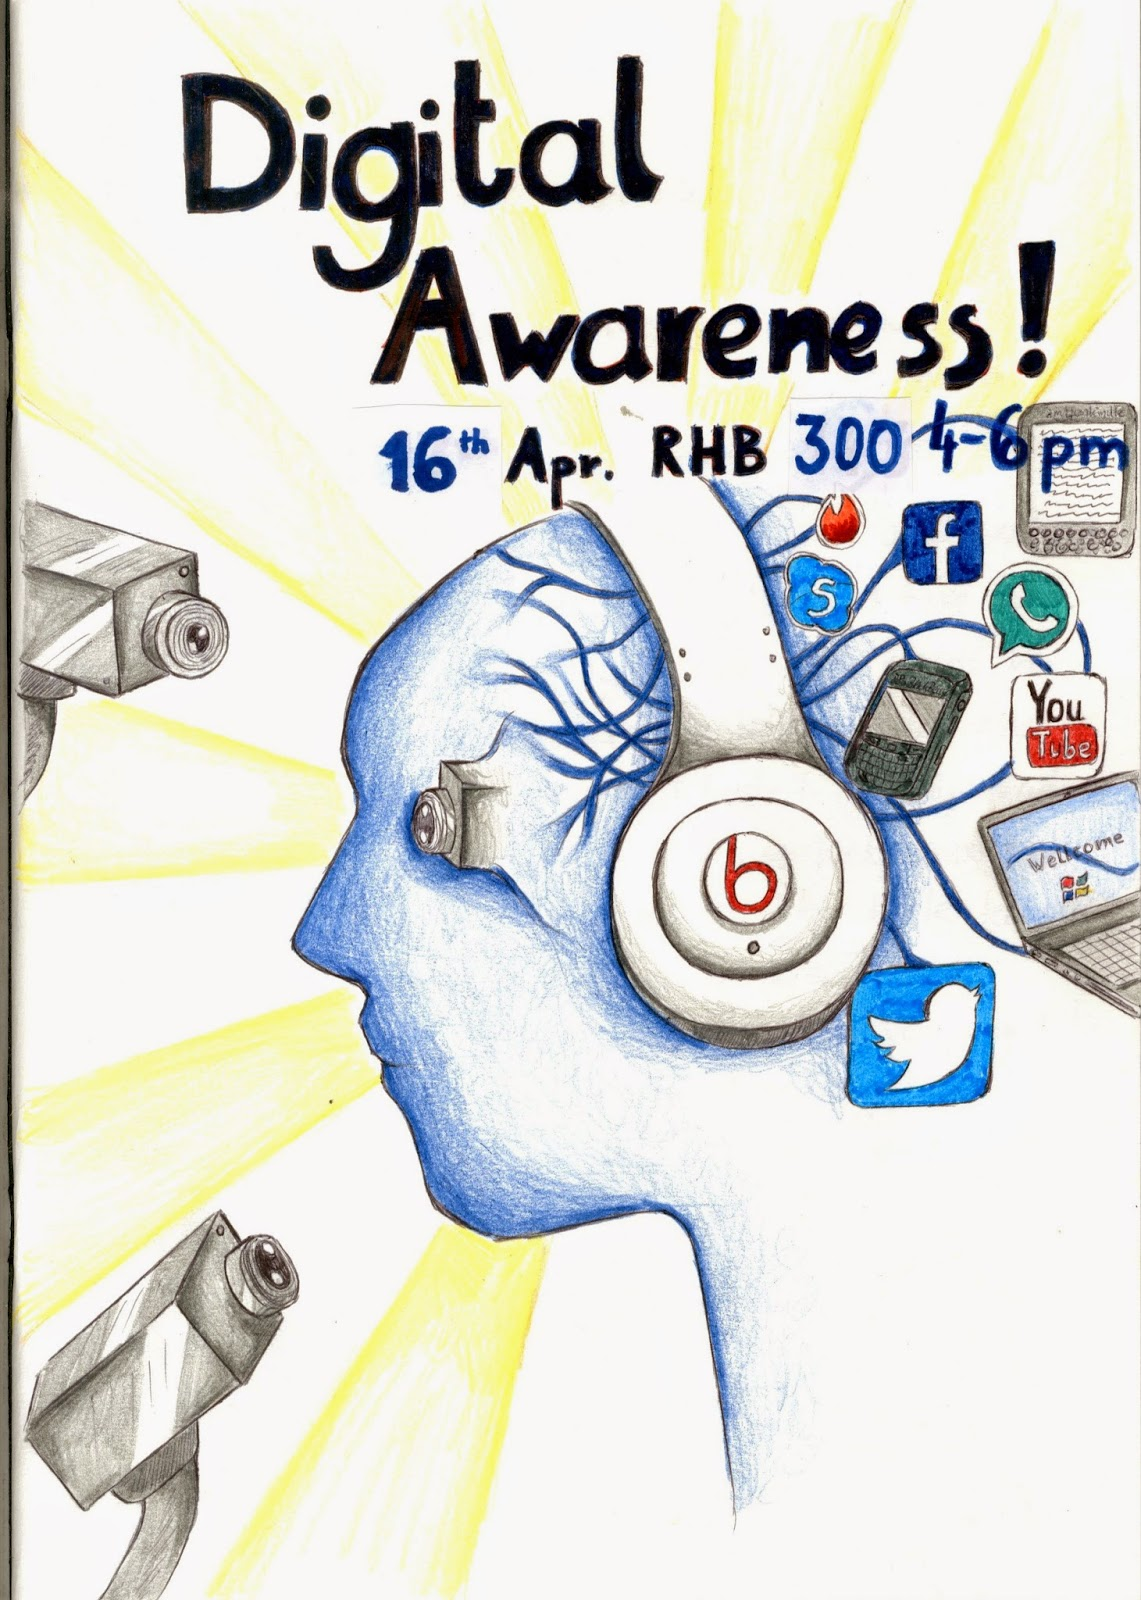 Digital
Awareness!
16th Apr. RHB 300 4-6pm
f
S
You
Tube
Wellcome
b